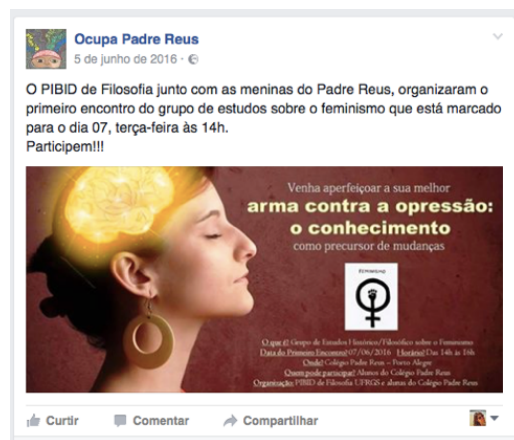 Ocupa Padre Reus
5 de junho de 2016 ·
O PIBID de Filosofia junto com as meninas do Padre Reus, organizaram o
primeiro encontro do grupo de estudos sobre o feminismo que está marcado
para o dia 07, terça-feira às 14h.
Participem!!!
Venha aperfeiçoar a sua melhor
arma contra a opressão:
o conhecimento
como precursor de mudanças
FEMINISMO
O que é? Grupo de Estudos Histórico/Filosófico sobre o Feminismo
Data do Primeiro Encontro? 07/06/2016 Horário? Das 14h às 16h
Onde? Colégio Padre Reus – Porto Alegre
Quem pode participar? Alunos do Colégio Padre Reus
Organização: PIBID de Filosofia UFRGS e alunas do Colégio Padre Reus
Curtir Comentar Compartilhar